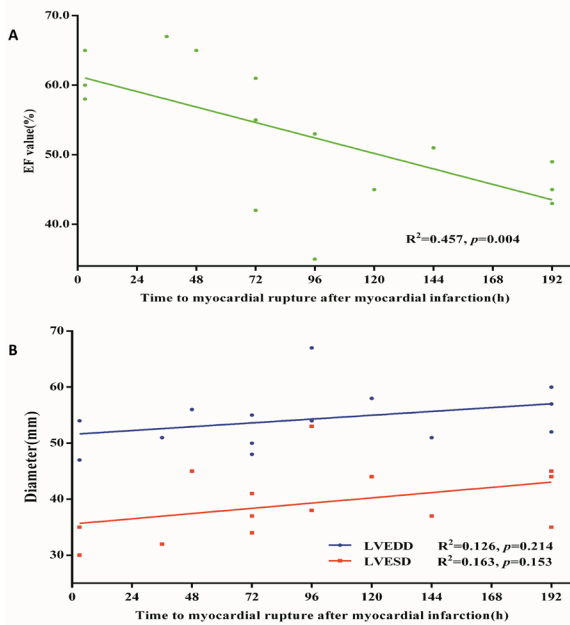 A
70.0
60.0
50.0
40.0
EF value(%)
R²=0.457, p=0.004
0 24 48 72 96 120 144 168 192
Time to myocardial rupture after myocardial infarction(h)
B
70
60
50
40
30
Diameter(mm)
LVEDD R²=0.126, p=0.214
LVESD R²=0.163, p=0.153
0 24 48 72 96 120 144 168 192
Time to myocardial rupture after myocardial infarction(h)